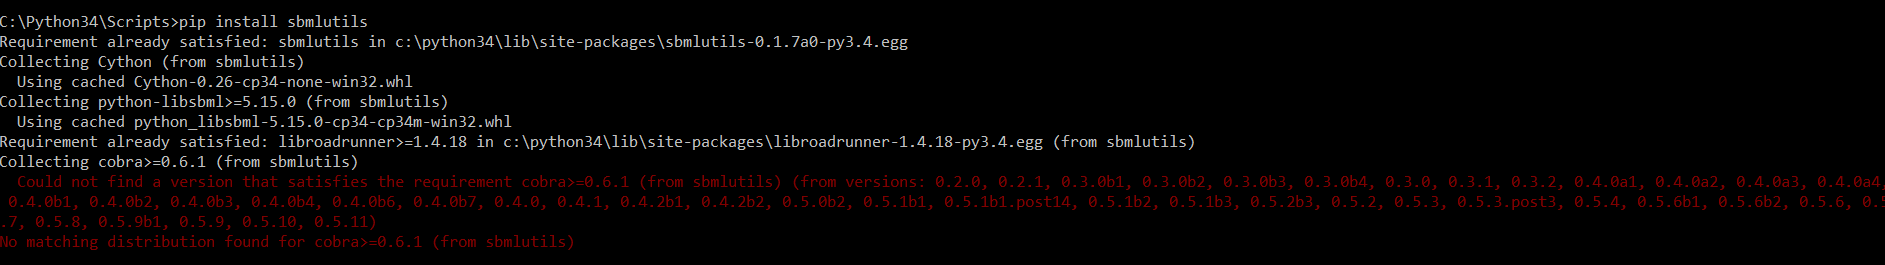 C:\Python34\Scripts>pip install sbmlutils
Requirement already satisfied: sbmlutils in c:\python34\lib\site-packages\sbmlutils-0.1.7a0-py3.4.egg
Collecting Cython (from sbmlutils)
  Using cached Cython-0.26-cp34-none-win32.whl
Collecting python-libsbml>=5.15.0 (from sbmlutils)
  Using cached python_libsbml-5.15.0-cp34-cp34m-win32.whl
Requirement already satisfied: libroadrunner>=1.4.18 in c:\python34\lib\site-packages\libroadrunner-1.4.18-py3.4.egg (from sbmlutils)
Collecting cobra>=0.6.1 (from sbmlutils)
  Could not find a version that satisfies the requirement cobra>=0.6.1 (from sbmlutils) (from versions: 0.2.0, 0.2.1, 0.3.0b1, 0.3.0b2, 0.3.0b3, 0.3.0b4, 0.3.0, 0.3.1, 0.3.2, 0.4.0a1, 0.4.0a2, 0.4.0a3, 0.4.0a4,
 0.4.0b1, 0.4.0b2, 0.4.0b3, 0.4.0b4, 0.4.0b6, 0.4.0b7, 0.4.0, 0.4.1, 0.4.2b1, 0.4.2b2, 0.5.0b2, 0.5.1b1, 0.5.1b1.post14, 0.5.1b2, 0.5.1b3, 0.5.2b3, 0.5.2, 0.5.3, 0.5.3.post3, 0.5.4, 0.5.6b1, 0.5.6b2, 0.5.6, 0.5
.7, 0.5.8, 0.5.9b1, 0.5.9, 0.5.10, 0.5.11)
No matching distribution found for cobra>=0.6.1 (from sbmlutils)